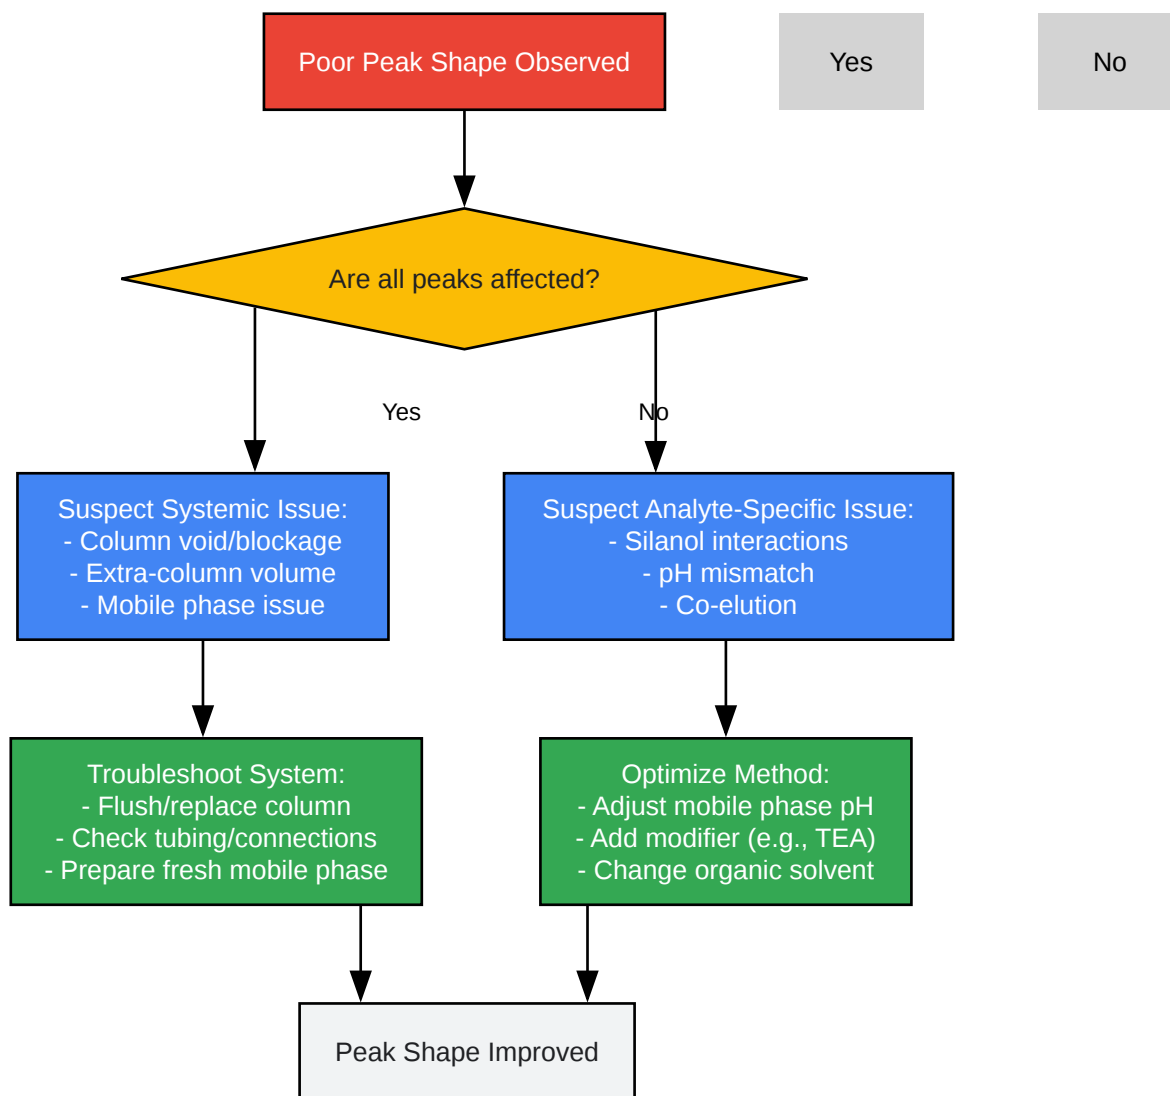 Poor Peak Shape Observed
Yes
No
Are all peaks affected?
Yes
No
Suspect Systemic Issue:
- Column void/blockage
- Extra-column volume
- Mobile phase issue
Suspect Analyte-Specific Issue:
- Silanol interactions
- pH mismatch
- Co-elution
Troubleshoot System:
- Flush/replace column
- Check tubing/connections
- Prepare fresh mobile phase
Optimize Method:
- Adjust mobile phase pH
- Add modifier (e.g., TEA)
- Change organic solvent
Peak Shape Improved